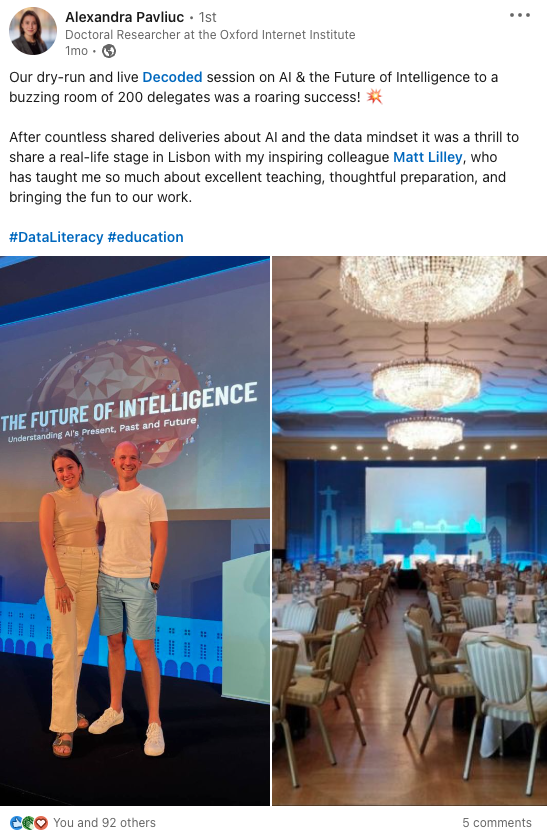 Alexandra Pavliuc • 1st
Doctoral Researcher at the Oxford Internet Institute
1mo •
Our dry-run and live Decoded session on AI & the Future of Intelligence to a
buzzing room of 200 delegates was a roaring success! 💥
After countless shared deliveries about AI and the data mindset it was a thrill to
share a real-life stage in Lisbon with my inspiring colleague Matt Lilley, who
has taught me so much about excellent teaching, thoughtful preparation, and
bringing the fun to our work.
#DataLiteracy #education
THE FUTURE OF INTELLIGENCE
Understanding AI's Present, Past and Future
You and 92 others
5 comments